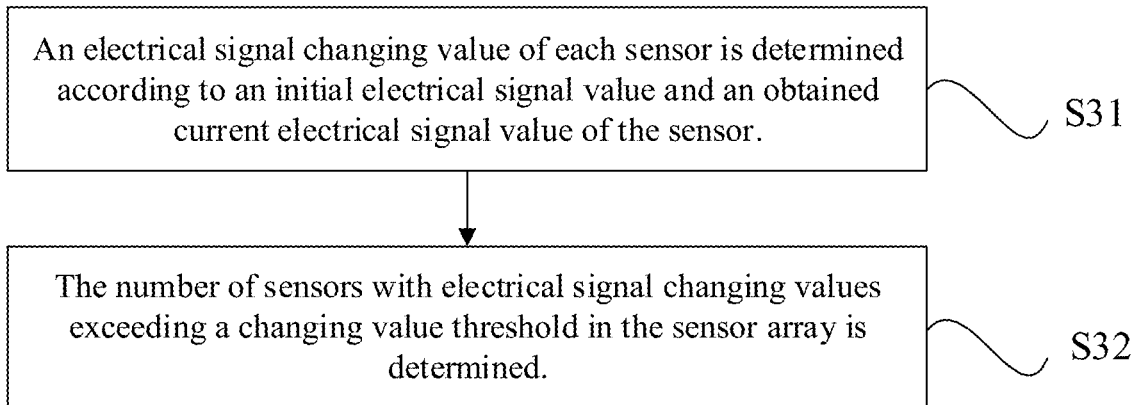 An electrical signal changing value of each sensor is determined
according to an initial electrical signal value and an obtained
current electrical signal value of the sensor.
S31
The number of sensors with electrical signal changing values
exceeding a changing value threshold in the sensor array is
determined.
S32